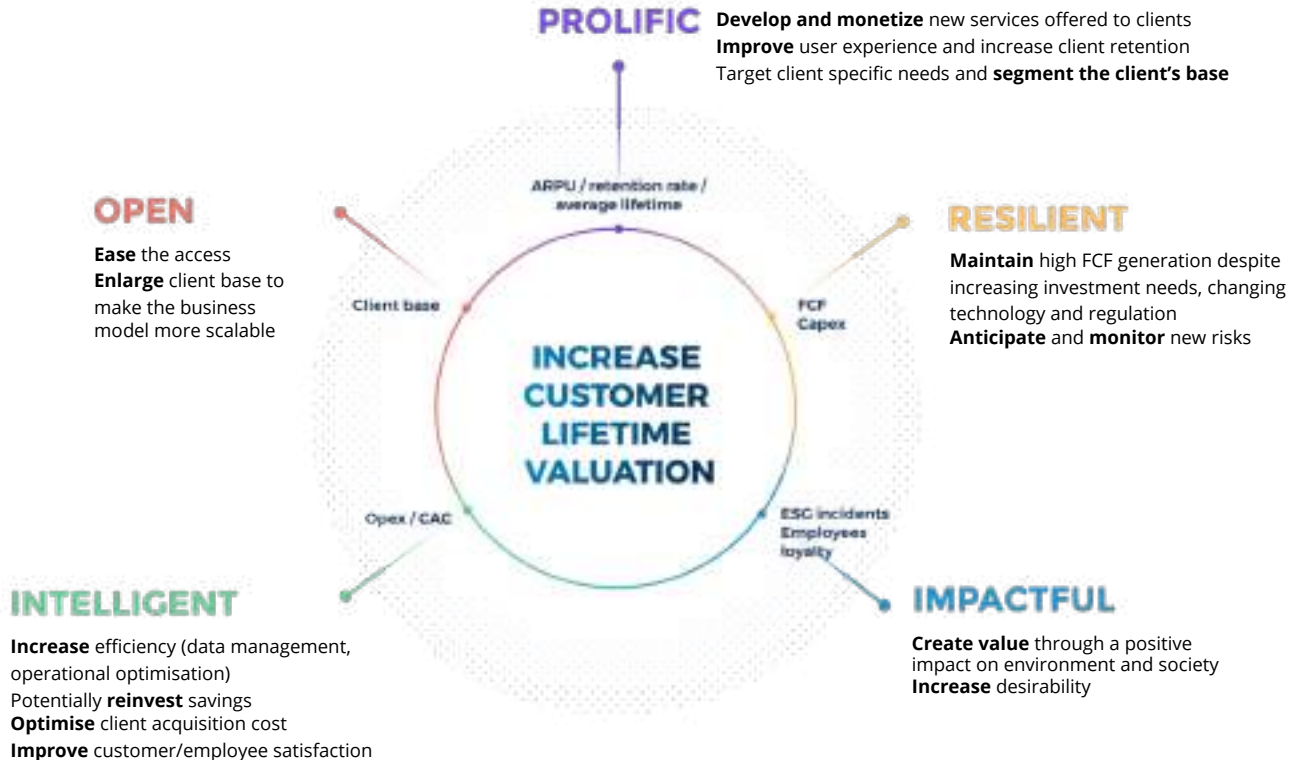 PROLIFIC
Develop and monetize new services offered to clients
Improve user experience and increase client retention
Target client specific needs and segment the client's base
ARPU / retention rate /
average lifetime
OPEN
Ease the access
Enlarge client base to
make the business
model more scalable
Client base
RESILIENT
Maintain high FCF generation despite
increasing investment needs, changing
technology and regulation
Anticipate and monitor new risks
FCF
Capex
INCREASE
CUSTOMER
LIFETIME
VALUATION
Opex / CAC
ESG incidents
Employees
loyalty
INTELLIGENT
Increase efficiency (data management,
operational optimisation)
Potentially reinvest savings
Optimise client acquisition cost
Improve customer/employee satisfaction
IMPACTFUL
Create value through a positive
impact on environment and society
Increase desirability